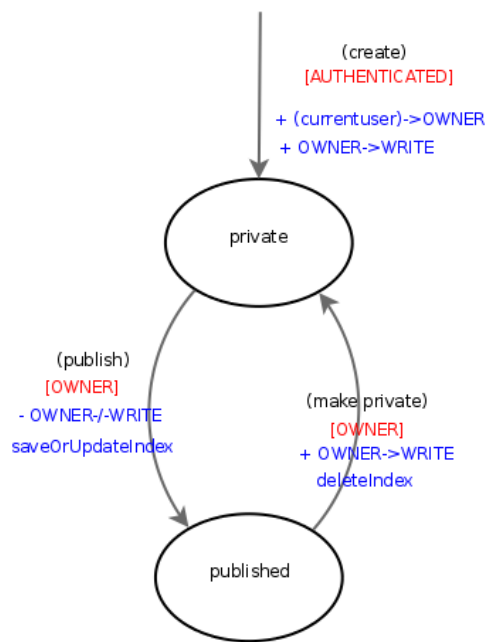 (create)
[AUTHENTICATED]
+ (currentuser)->OWNER
+ OWNER->WRITE
private
(publish)
[OWNER]
- OWNER-/-WRITE
saveOrUpdateIndex
(make private)
[OWNER]
+ OWNER->WRITE
deleteIndex
published